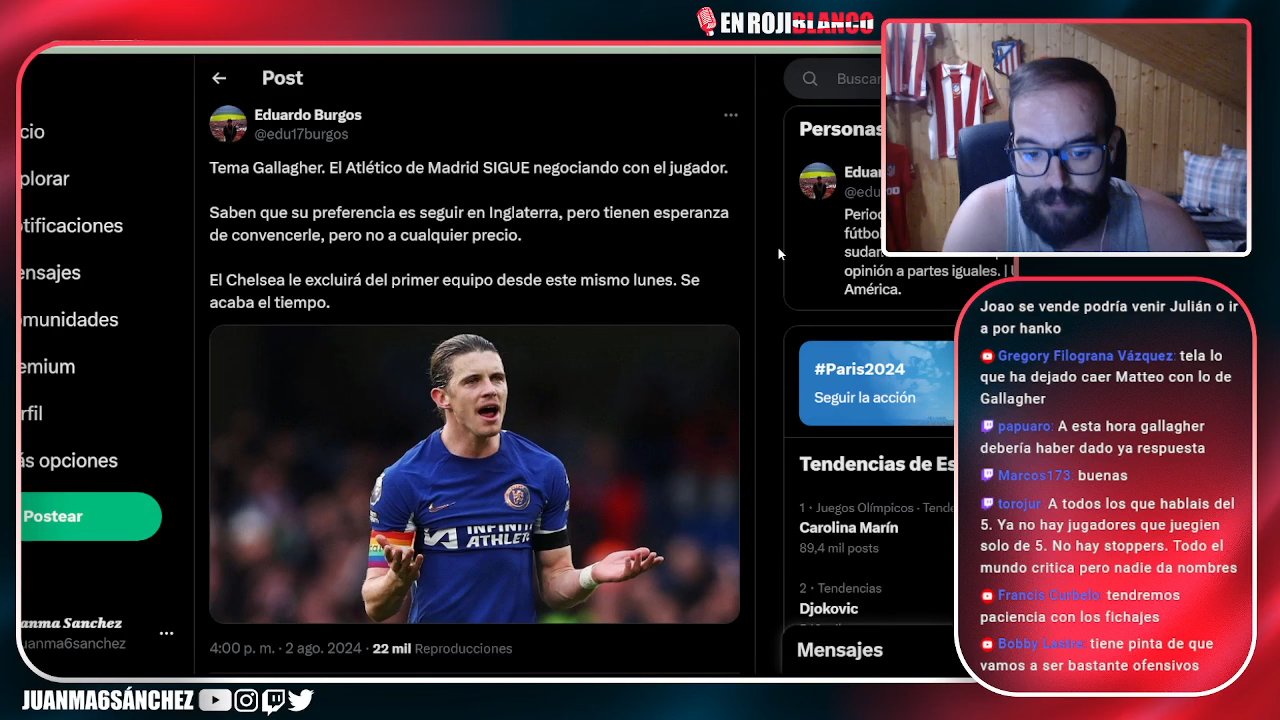 EN ROJIBLANCO
Post
cio
plorar
tificaciones
ensajes
munidades
emium
rfil
ás opciones
Postear
anma Sanchez
uanma6sanchez
Eduardo Burgos
@edu17burgos
Tema Gallagher. El Atlético de Madrid SIGUE negociando con el jugador.
Saben que su preferencia es seguir en Inglaterra, pero tienen esperanza
de convencerle, pero no a cualquier precio.
El Chelsea le excluirá del primer equipo desde este mismo lunes. Se
acaba el tiempo.
INFINIT
ATHLET
4:00 p. m. · 2 ago. 2024 · 22 mil Reproducciones
Buscar
Personas
Eduar
@edu
Perioc
fútbol
sudam
opinión a partes iguales. |
América.
#Paris2024
Seguir la acción
Tendencias de Es
1 · Juegos Olímpicos · Tende
Carolina Marín
89,4 mil posts
2 · Tendencias
Djokovic
Mensajes
Joao se vende podría venir Julián o ir
a por hanko
Gregory Filograna Vázquez: tela lo
que ha dejado caer Matteo con lo de
Gallagher
papuaro: A esta hora gallagher
debería haber dado ya respuesta
Marcos173: buenas
torojur: A todos los que hablais del
5. Ya no hay jugadores que juegien
solo de 5. No hay stoppers. Todo el
mundo critica pero nadie da nombres
Francis Curbelo: tendremos
paciencia con los fichajes
Bobby: tiene pinta de que
vamos a ser bastante ofensivos
JUANMA6SÁNCHEZ